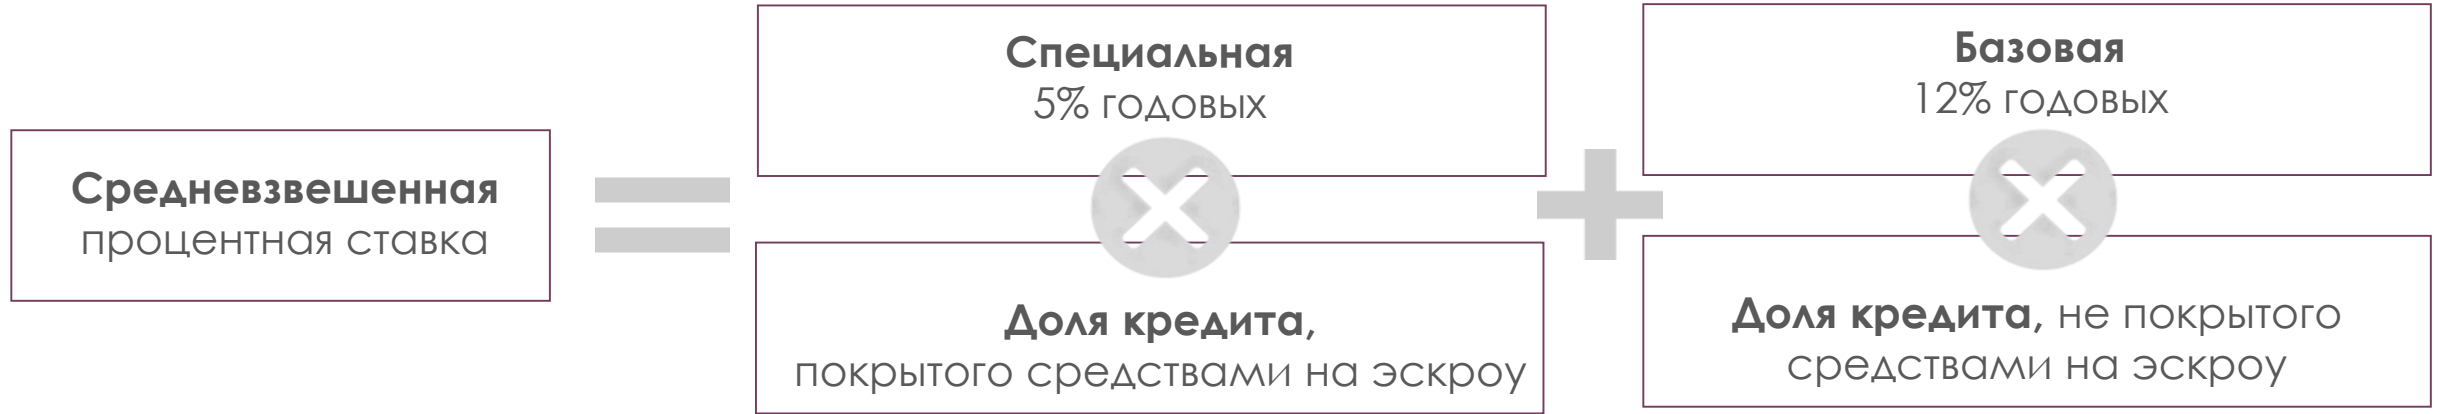 Средневзвешенная
процентная ставка
Специальная
5% годовых
Доля кредита,
покрытого средствами на эскроу
Базовая
12% годовых
Доля кредита, не покрытого
средствами на эскроу